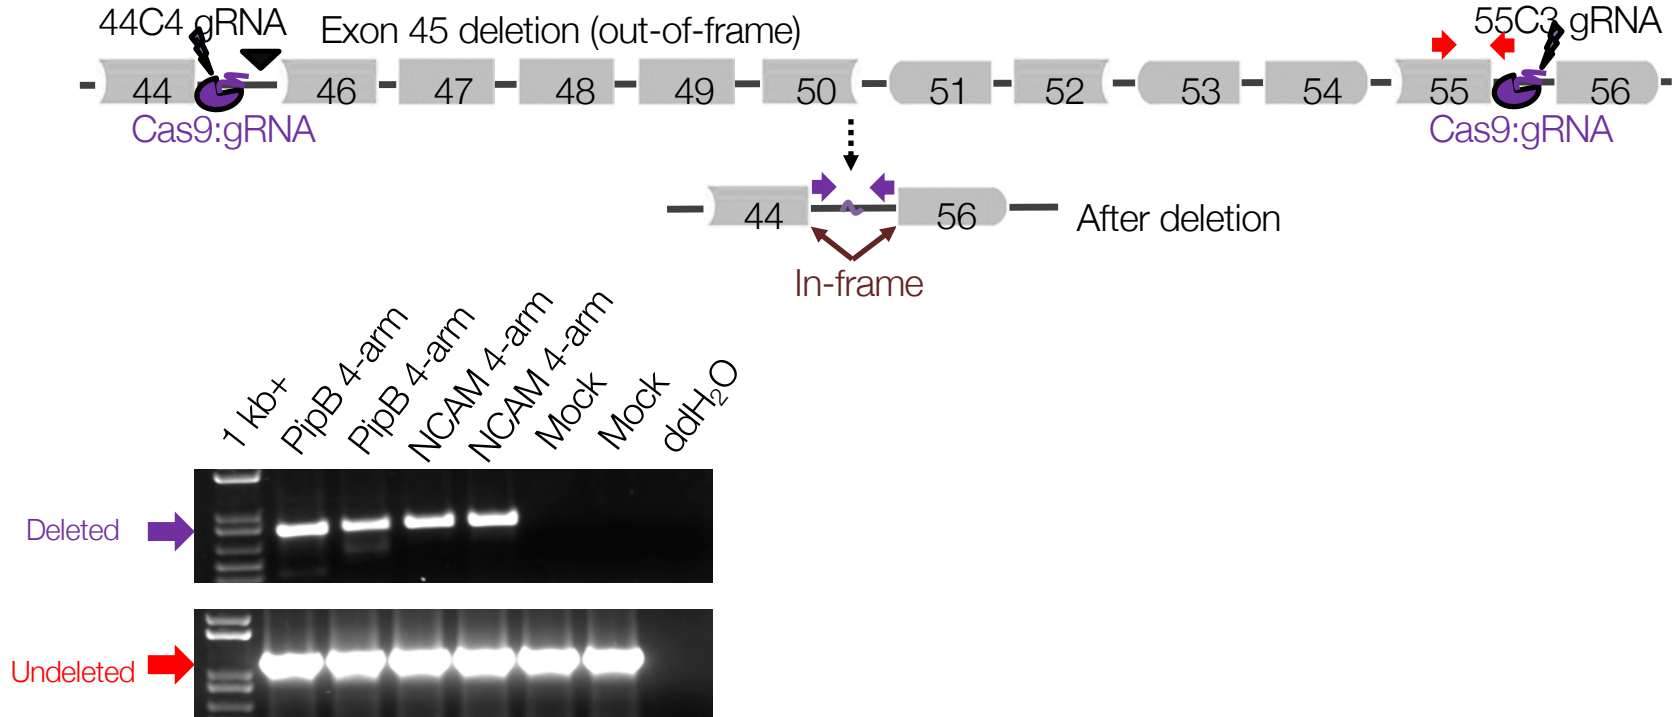 44C4 gRNA
Exon 45 deletion (out-of-frame)
55C3 gRNA
44 46 47 48 49 50 51 52 53 54 55 56
Cas9:gRNA
Cas9:gRNA
44 56
After deletion
In-frame
1 kb+
PipB 4-arm
PipB 4-arm
NCAM 4-arm
NCAM 4-arm
Mock
Mock
ddH₂O
Deleted
Undeleted